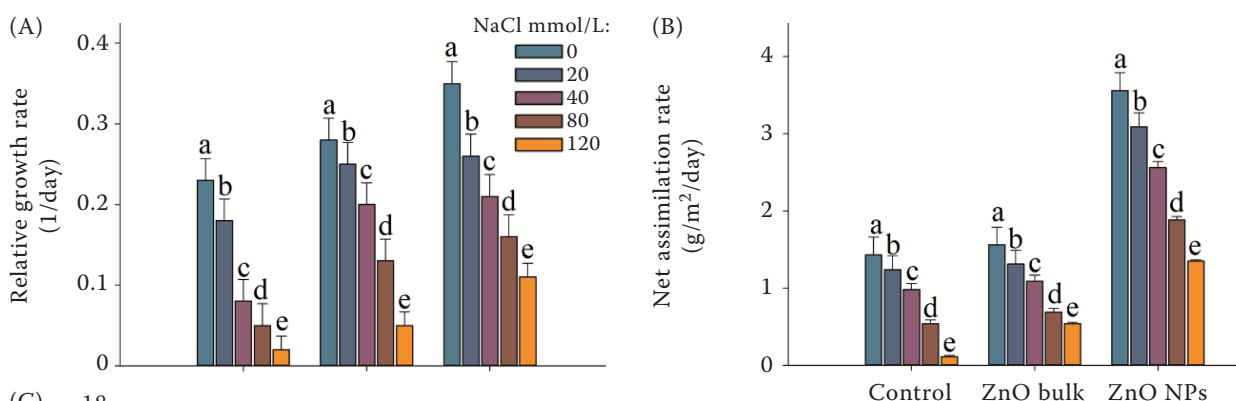 (A)
NaCl mmol/L:
0
20
40
80
120
Relative growth rate
(1/day)
0.4
0.3
0.2
0.1
0
a
b
c
d
e
a
b
c
d
e
a
b
c
d
e
(B)
Net assimilation rate
(g/m²/day)
4
3
2
1
0
a
b
c
d
e
a
b
c
d
e
a
b
c
d
e
Control
ZnO bulk
ZnO NPs
(C)
18